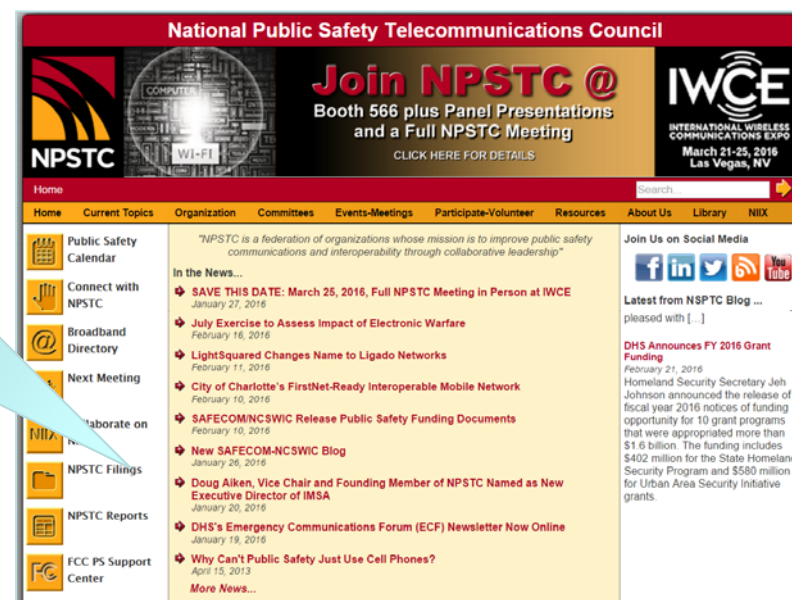 National Public Safety Telecommunications Council
NPSTC
COMPUTER
WI-FI
Join NPSTC @
Booth 566 plus Panel Presentations
and a Full NPSTC Meeting
CLICK HERE FOR DETAILS
IWCE
INTERNATIONAL WIRELESS
COMMUNICATIONS EXPO
March 21-25, 2016
Las Vegas, NV
Home
Search...
Home Current Topics Organization Committees Events-Meetings Participate-Volunteer Resources About Us Library NIIX
Public Safety
Calendar
Connect with
NPSTC
Broadband
Directory
Next Meeting
NIIX
laborate on
NPSTC Filings
NPSTC Reports
FCC PS Support
Center
"NPSTC is a federation of organizations whose mission is to improve public safety
communications and interoperability through collaborative leadership"
In the News...
SAVE THIS DATE: March 25, 2016, Full NPSTC Meeting in Person at IWCE
January 27, 2016
July Exercise to Assess Impact of Electronic Warfare
February 16, 2016
LightSquared Changes Name to Ligado Networks
February 11, 2016
City of Charlotte's FirstNet-Ready Interoperable Mobile Network
February 10, 2016
SAFECOM/NCSWIC Release Public Safety Funding Documents
February 10, 2016
New SAFECOM-NCSWIC Blog
January 26, 2016
Doug Aiken, Vice Chair and Founding Member of NPSTC Named as New
Executive Director of IMSA
January 20, 2016
DHS's Emergency Communications Forum (ECF) Newsletter Now Online
January 19, 2016
Why Can't Public Safety Just Use Cell Phones?
April 15, 2013
More News...
Join Us on Social Media
f in You Tube
Latest from NSPTC Blog ...
pleased with [...]
DHS Announces FY 2016 Grant
Funding
February 21, 2016
Homeland Security Secretary Jeh
Johnson announced the release of
fiscal year 2016 notices of funding
opportunity for 10 grant programs
that were appropriated more than
$1.6 billion. The funding includes
$402 million for the State Homeland
Security Program and $580 million
for Urban Area Security Initiative
grants.